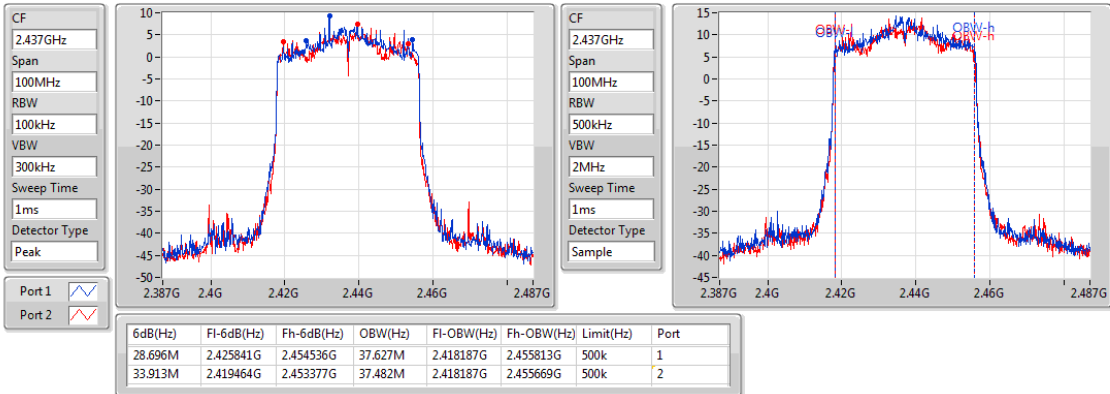 CF
2.437GHz
Span
100MHz
RBW
100kHz
VBW
300kHz
Sweep Time
1ms
Detector Type
Peak
Port 1
Port 2
10
5
0
-5
-10
-15
-20
-25
-30
-35
-40
-45
-50
2.387G 2.4G 2.42G 2.44G 2.46G 2.487G
CF
2.437GHz
Span
100MHz
RBW
500kHz
VBW
2MHz
Sweep Time
1ms
Detector Type
Sample
15
10
5
0
-5
-10
-15
-20
-25
-30
-35
-40
-45
OBW-l
OBW-h
OBW-h
2.387G 2.4G 2.42G 2.44G 2.46G 2.487G
6dB(Hz) Fl-6dB(Hz) Fh-6dB(Hz) OBW(Hz) Fl-OBW(Hz) Fh-OBW(Hz) Limit(Hz) Port
28.696M 2.425841G 2.454536G 37.627M 2.418187G 2.455813G 500k 1
33.913M 2.419464G 2.453377G 37.482M 2.418187G 2.455669G 500k 2